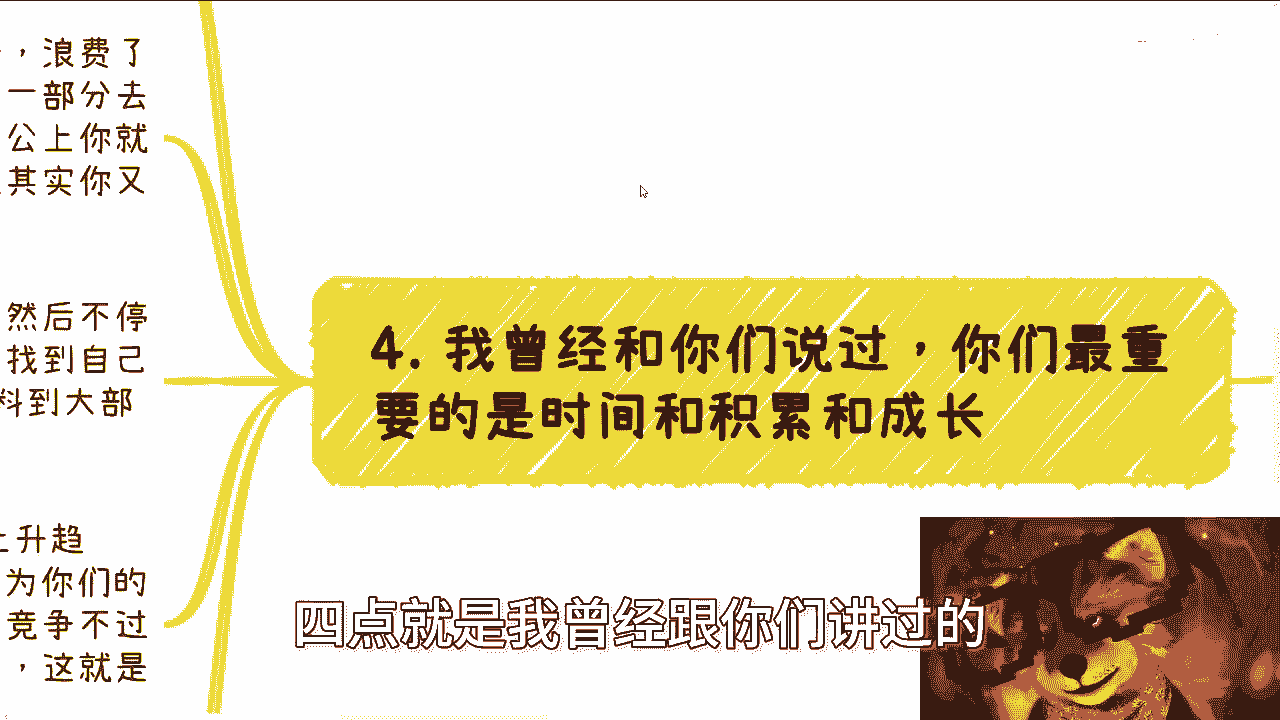 ，浪费了
一部分去
公上你就
其实你又
然后不停
找到自己
料到大部
上升趋
为你们的
竞争不过
，这就是
4. 我曾经和你们说过，你们最重
要的是时间和积累和成长
四点就是我曾经跟你们讲过的